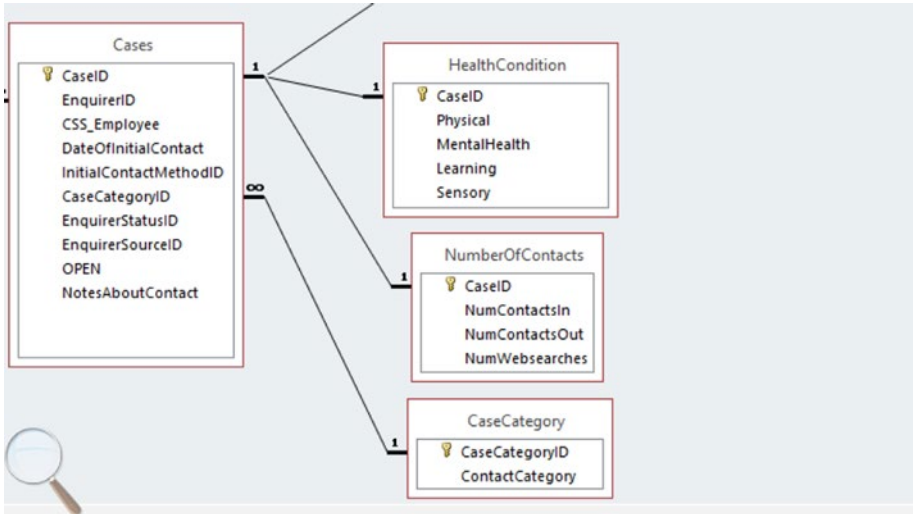 Cases
CaseID
EnquirerID
CSS_Employee
DateOfInitialContact
InitialContactMethodID
CaseCategoryID
EnquirerStatusID
EnquirerSourceID
OPEN
NotesAboutContact
1
∞
1
HealthCondition
CaseID
Physical
MentalHealth
Learning
Sensory
1
NumberOfContacts
CaseID
NumContactsIn
NumContactsOut
NumWebsearches
1
CaseCategory
CaseCategoryID
ContactCategory